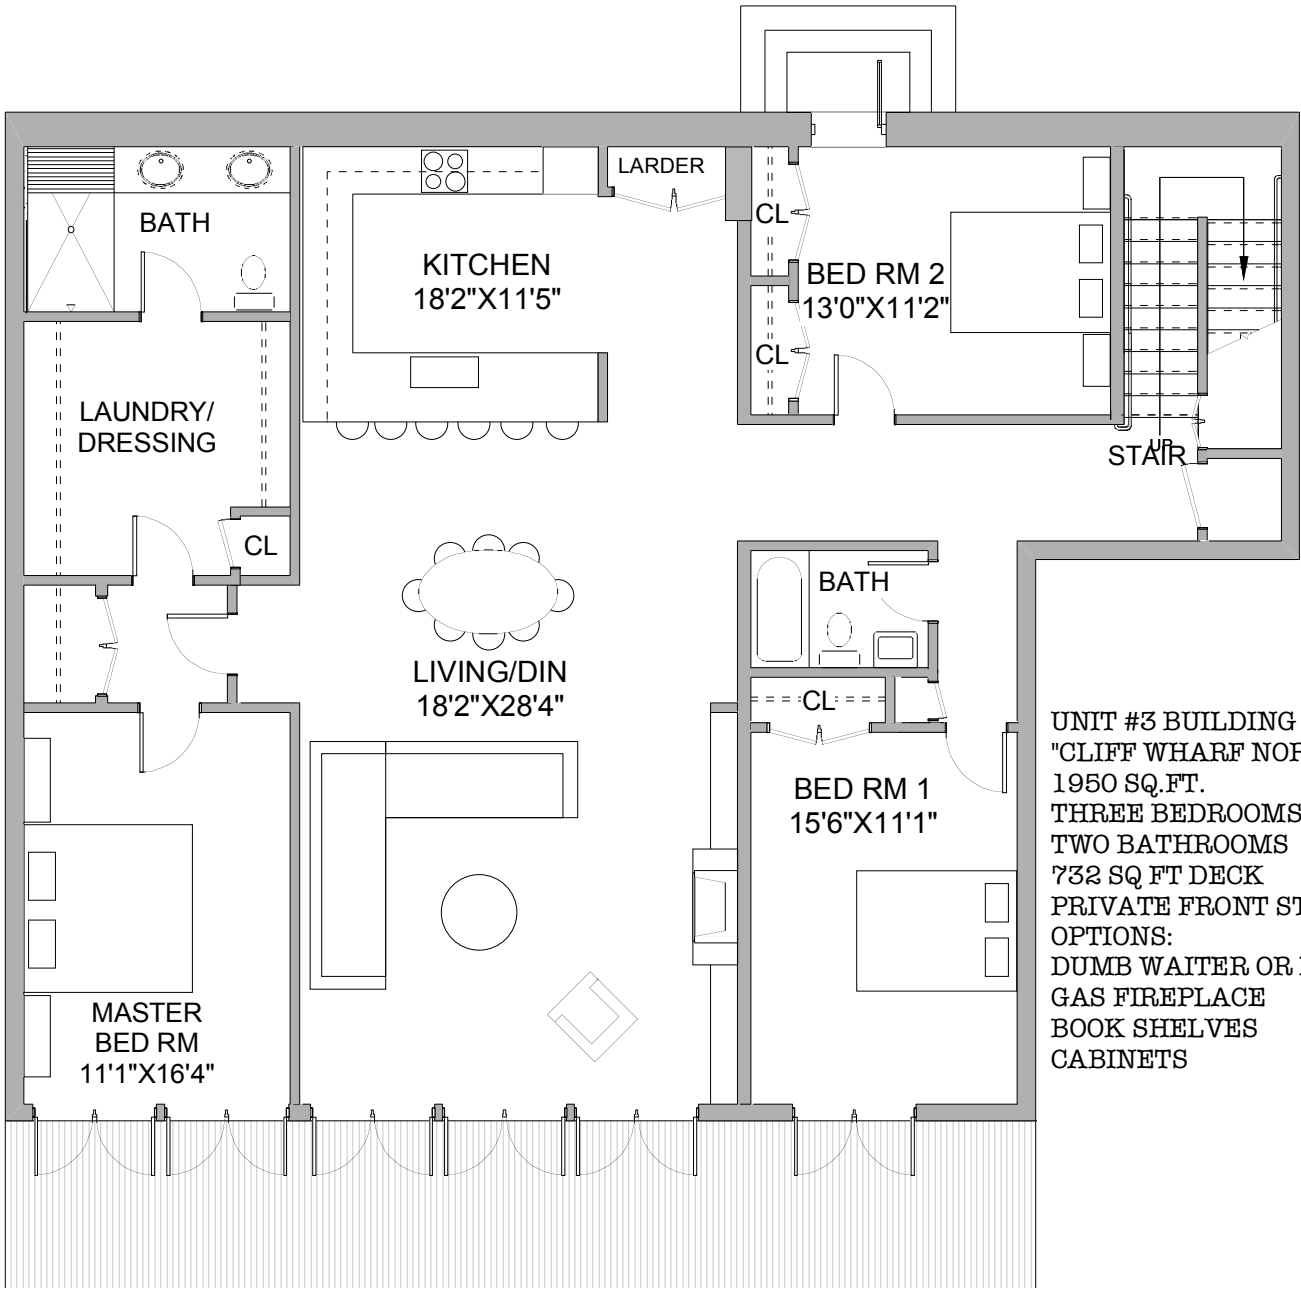 LARDER
BATH
CL
KITCHEN
18'2"X11'5"
BED RM 2
13'0"X11'2"
CL
LAUNDRY/
DRESSING
UP
STAIR
CL
BATH
LIVING/DIN
18'2"X28'4"
CL
BED RM 1
15'6"X11'1"
MASTER
BED RM
11'1"X16'4"
UNIT #3 BUILDING
"CLIFF WHARF
1950 SQ.FT.
THREE BEDROOMS
TWO BATHROOMS
732 SQ FT DECK
PRIVATE FRONT
OPTIONS:
DUMB WAITER OR
GAS FIREPLACE
BOOK SHELVES
CABINETS